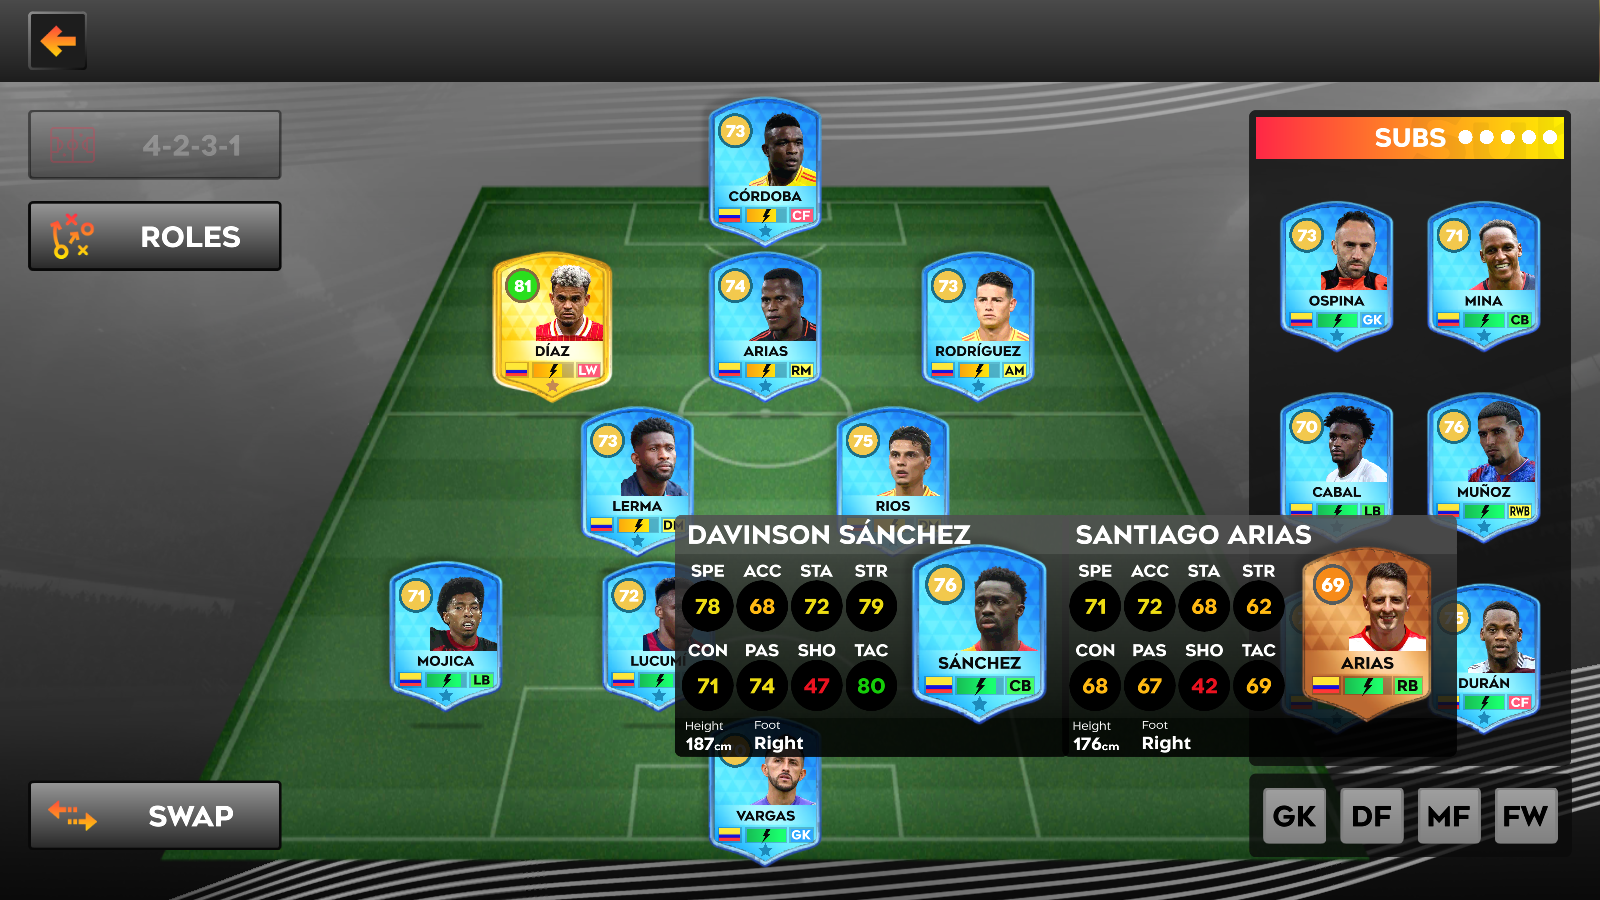 4-2-3-1
ROLES
SUBS
73
CÓRDOBA
CF
81
DÍAZ
LW
74
ARIAS
RM
73
RODRÍGUEZ
AM
73
OSPINA
GK
71
MINA
CB
73
LERMA
DM
75
RIOS
DM
70
CABAL
LB
76
MUÑOZ
RWB
71
MOJICA
LB
72
LUCUMI
DAVINSON SÁNCHEZ
SPE ACC STA STR
78 68 72 79
CON PAS SHO TAC
71 74 47 80
Height Foot
187cm Right
76
SÁNCHEZ
CB
SANTIAGO ARIAS
SPE ACC STA STR
71 72 68 62
CON PAS SHO TAC
68 67 42 69
Height Foot
176cm Right
69
ARIAS
RB
DURÁN
CF
VARGAS
GK
SWAP
GK DF MF FW